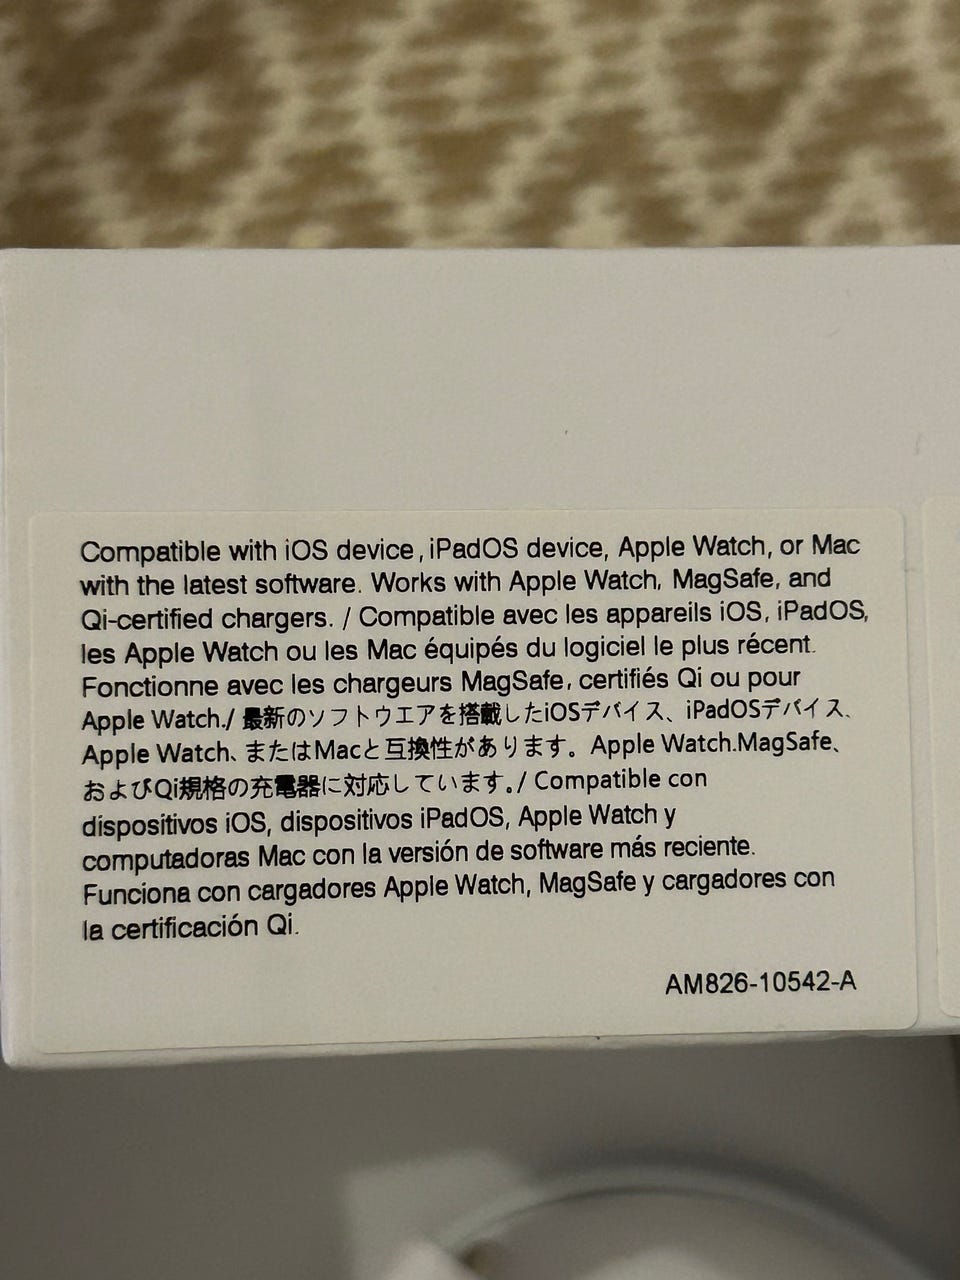 Compatible with iOS device, iPadOS device, Apple Watch, or Mac
with the latest software. Works with Apple Watch, MagSafe, and
Qi-certified chargers. / Compatible avec les appareils iOS, iPadOS,
les Apple Watch ou les Mac équipés du logiciel le plus récent.
Fonctionne avec les chargeurs MagSafe, certifiés Qi ou pour
Apple Watch./ 最新のソフトウエアを搭載したiOSデバイス、iPadOSデバイス、
Apple Watch、またはMacと互換性があります。Apple Watch.MagSafe、
およびQi規格の充電器に対応しています。/ Compatible con
dispositivos iOS, dispositivos iPadOS, Apple Watch y
computadoras Mac con la versión de software más reciente.
Funciona con cargadores Apple Watch, MagSafe y cargadores con
la certificación Qi.
AM826-10542-A